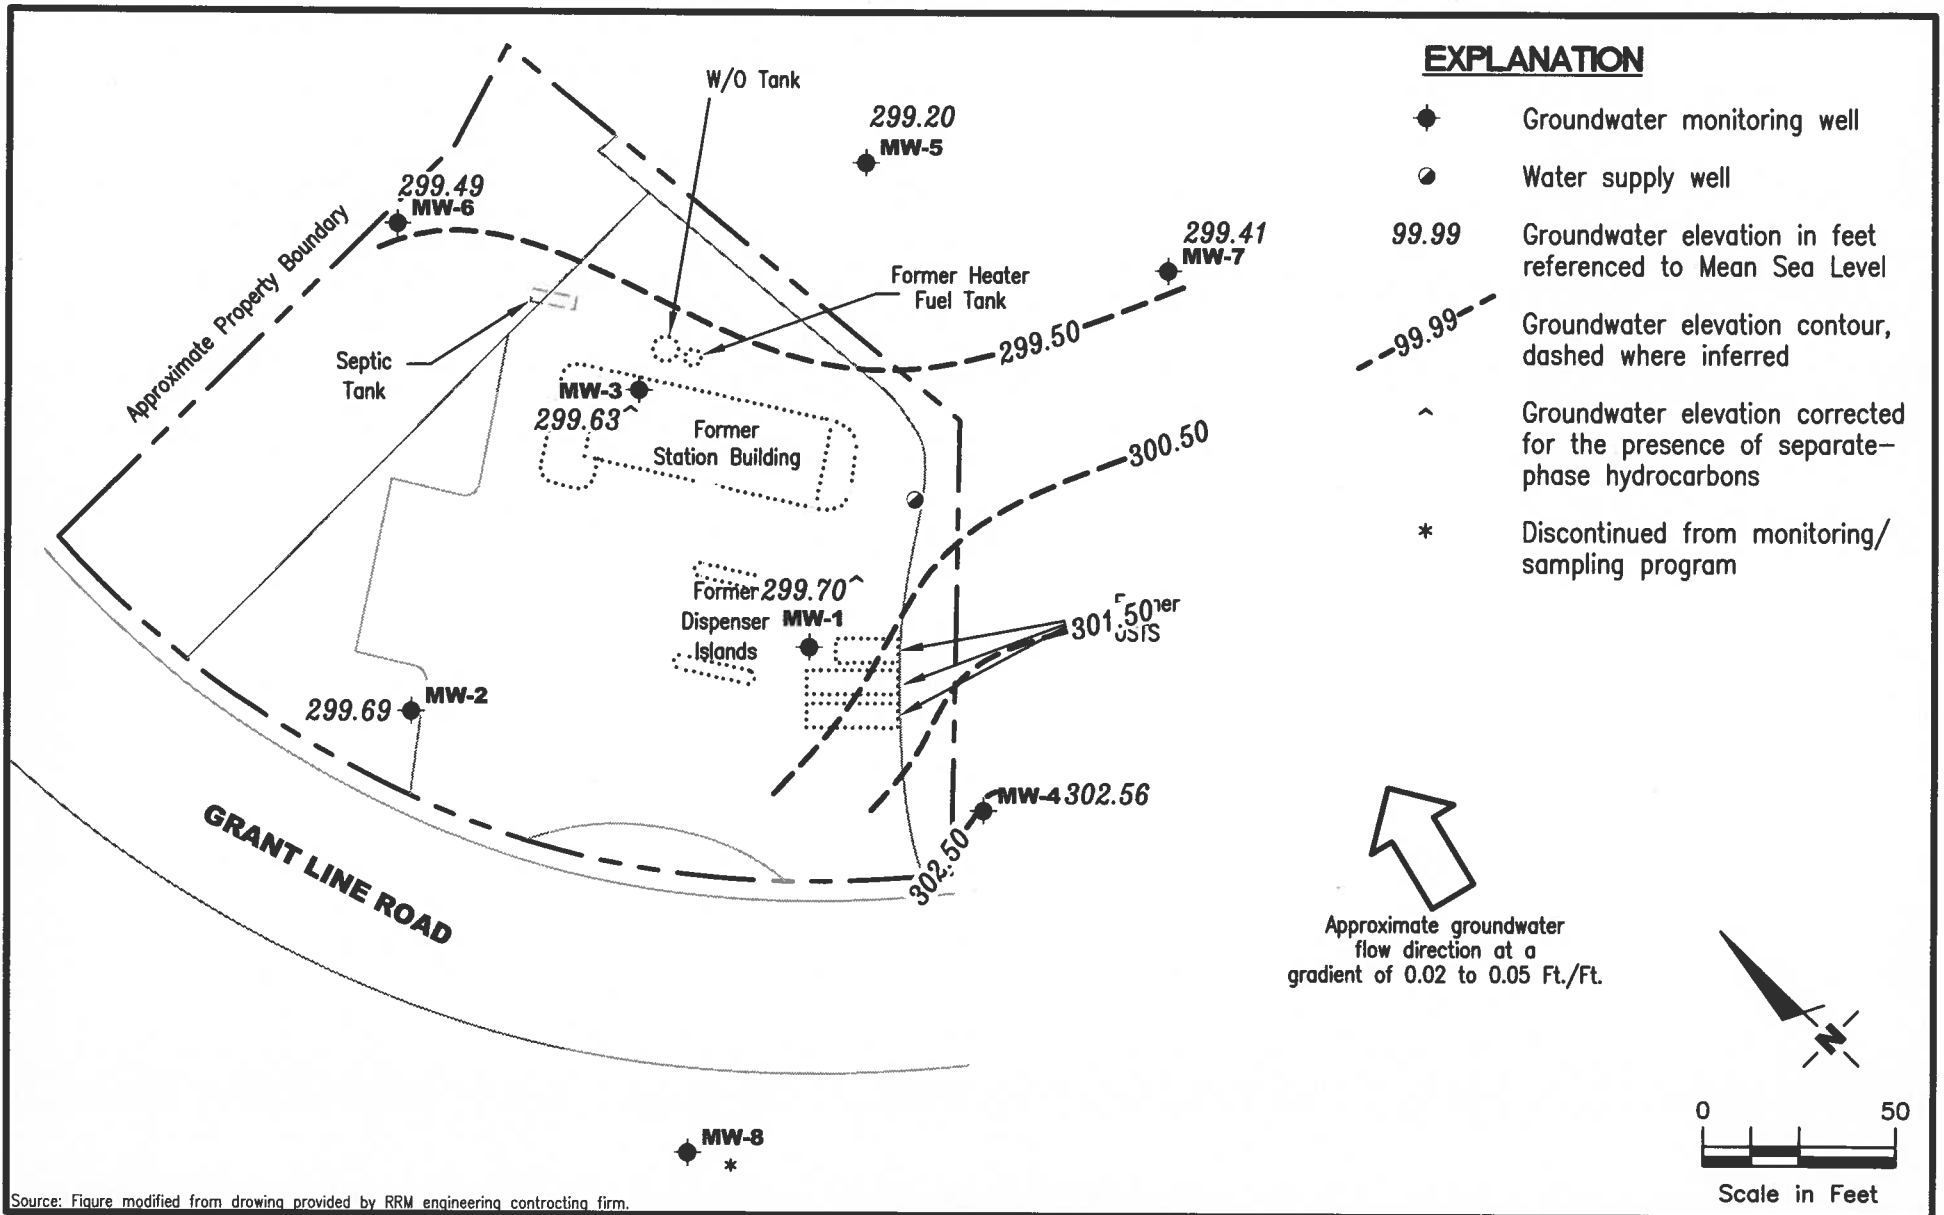 EXPLANATION
Groundwater monitoring well
Water supply well
99.99
Groundwater elevation in feet
referenced to Mean Sea Level
99.99
Groundwater elevation contour,
dashed where inferred
^
Groundwater elevation corrected
for the presence of separate-
phase hydrocarbons
*
Discontinued from monitoring/
sampling program
W/O Tank
299.20
MW-5
299.49
MW-6
299.41
MW-7
Approximate Property Boundary
Former Heater
Fuel Tank
299.50
Septic
Tank
MW-3
299.63^
Former
Station Building
300.50
Former
Dispenser
Islands
299.70^
MW-1
301.50
MW-2
299.69
MW-4 302.56
302.50
GRANT LINE ROAD
Approximate groundwater
flow direction at a
gradient of 0.02 to 0.05 Ft./Ft.
N
0 50
Scale in Feet
MW-8
*
Source: Figure modified from drowing provided by RRM engineering controcting firm.